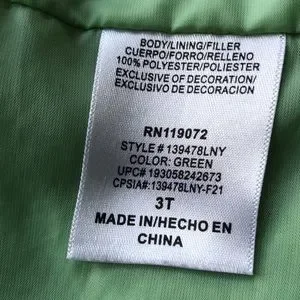 BODY/LINING/FILLER
CUERPO/FORRO/RELLENO
100% POLYESTER/POLIESTER
EXCLUSIVE OF DECORATION/
EXCLUSIVO DE DECORACION
RN119072
STYLE # 139478LNY
COLOR: GREEN
UPC# 193058242673
CPSIA#:139478LNY-F21
3T
MADE IN/HECHO EN
CHINA